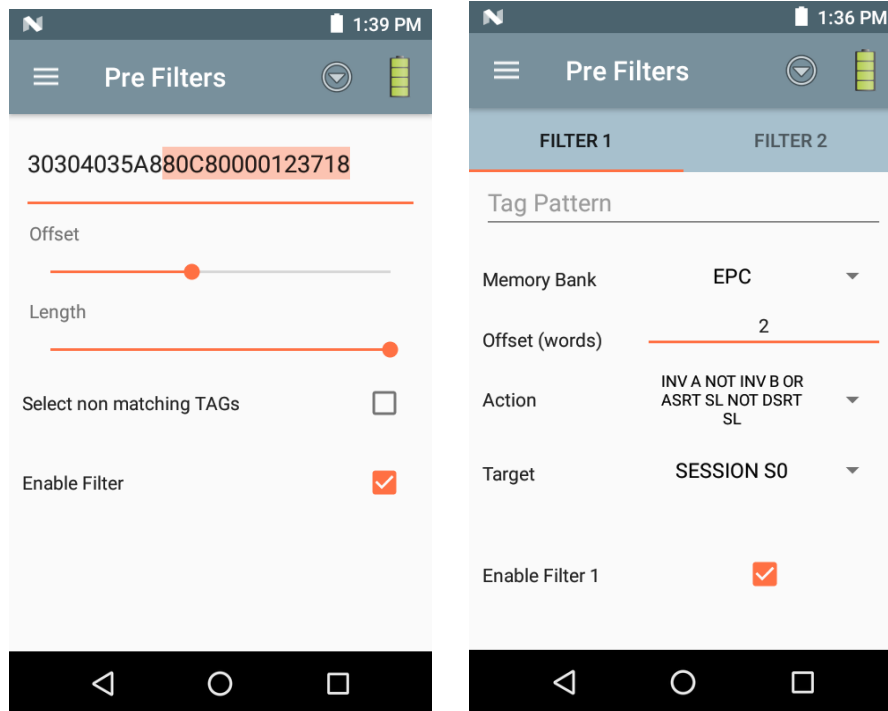 1:39 PM
Pre Filters
30304035A880C80000123718
Offset
Length
Select non matching TAGs
Enable Filter
1:36 PM
Pre Filters
FILTER 1 FILTER 2
Tag Pattern
Memory Bank EPC
Offset (words) 2
Action INV A NOT INV B OR
ASRT SL NOT DSRT
SL
Target SESSION S0
Enable Filter 1